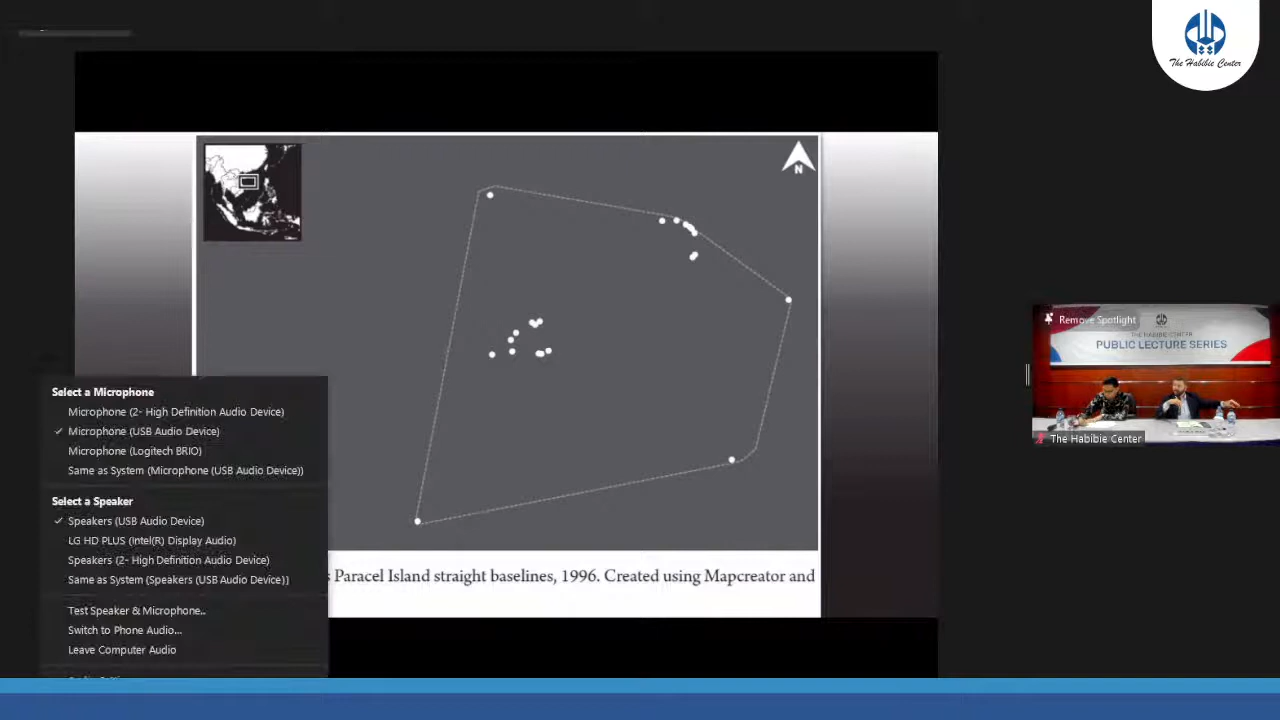 The Habibie Center
N
Remove Spotlight
THE HABIBIE CENTER
PUBLIC LECTURE SERIES
The Habibie Center
Select a Microphone
Microphone (2- High Definition Audio Device)
Microphone (USB Audio Device)
Microphone (Logitech BRIO)
Same as System (Microphone (USB Audio Device))
Select a Speaker
Speakers (USB Audio Device)
LG HD PLUS (Intel(R) Display Audio)
Speakers (2- High Definition Audio Device)
Same as System (Speakers (USB Audio Device))
Test Speaker & Microphone..
Switch to Phone Audio...
Leave Computer Audio
Paracel Island straight baselines, 1996. Created using Mapcreator and